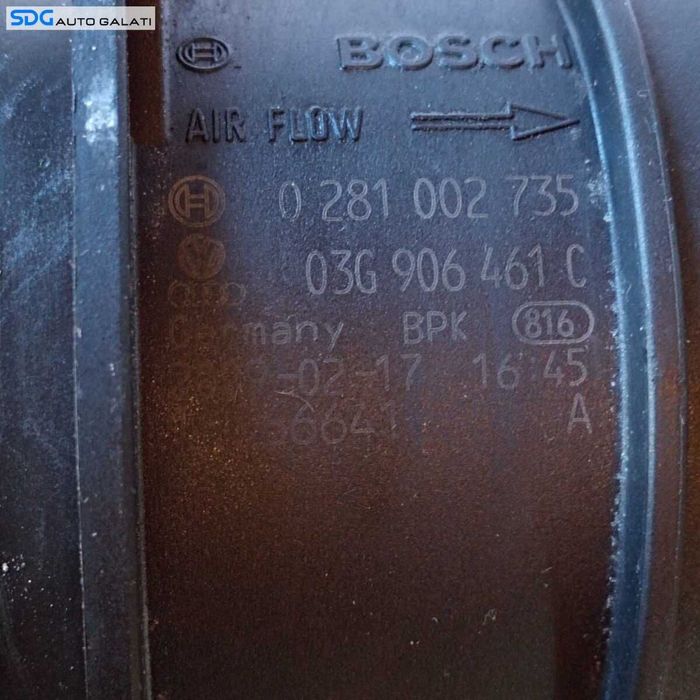 SDG AUTO GALATI
BOSCH
AIR FLOW
0 281 002 735
03G 906 461 C
Germany BPK 816
-02-17 16:45
A